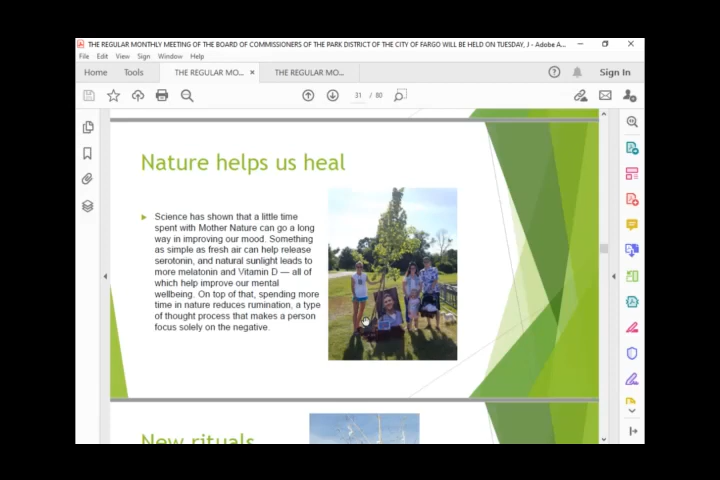 THE REGULAR MONTHLY MEETING OF THE BOARD OF COMMISSIONERS OF THE PARK DISTRICT OF THE CITY OF FARGO WILL BE HELD ON TUESDAY, J - Adobe A...
File Edit View Sign Window Help
Home Tools THE REGULAR MO... × THE REGULAR MO... Sign In
31 / 80
Nature helps us heal
Science has shown that a little time
spent with Mother Nature can go a long
way in improving our mood. Something
as simple as fresh air can help release
serotonin, and natural sunlight leads to
more melatonin and Vitamin D — all of
which help improve our mental
wellbeing. On top of that, spending more
time in nature reduces rumination, a type
of thought process that makes a person
focus solely on the negative.
New rituals